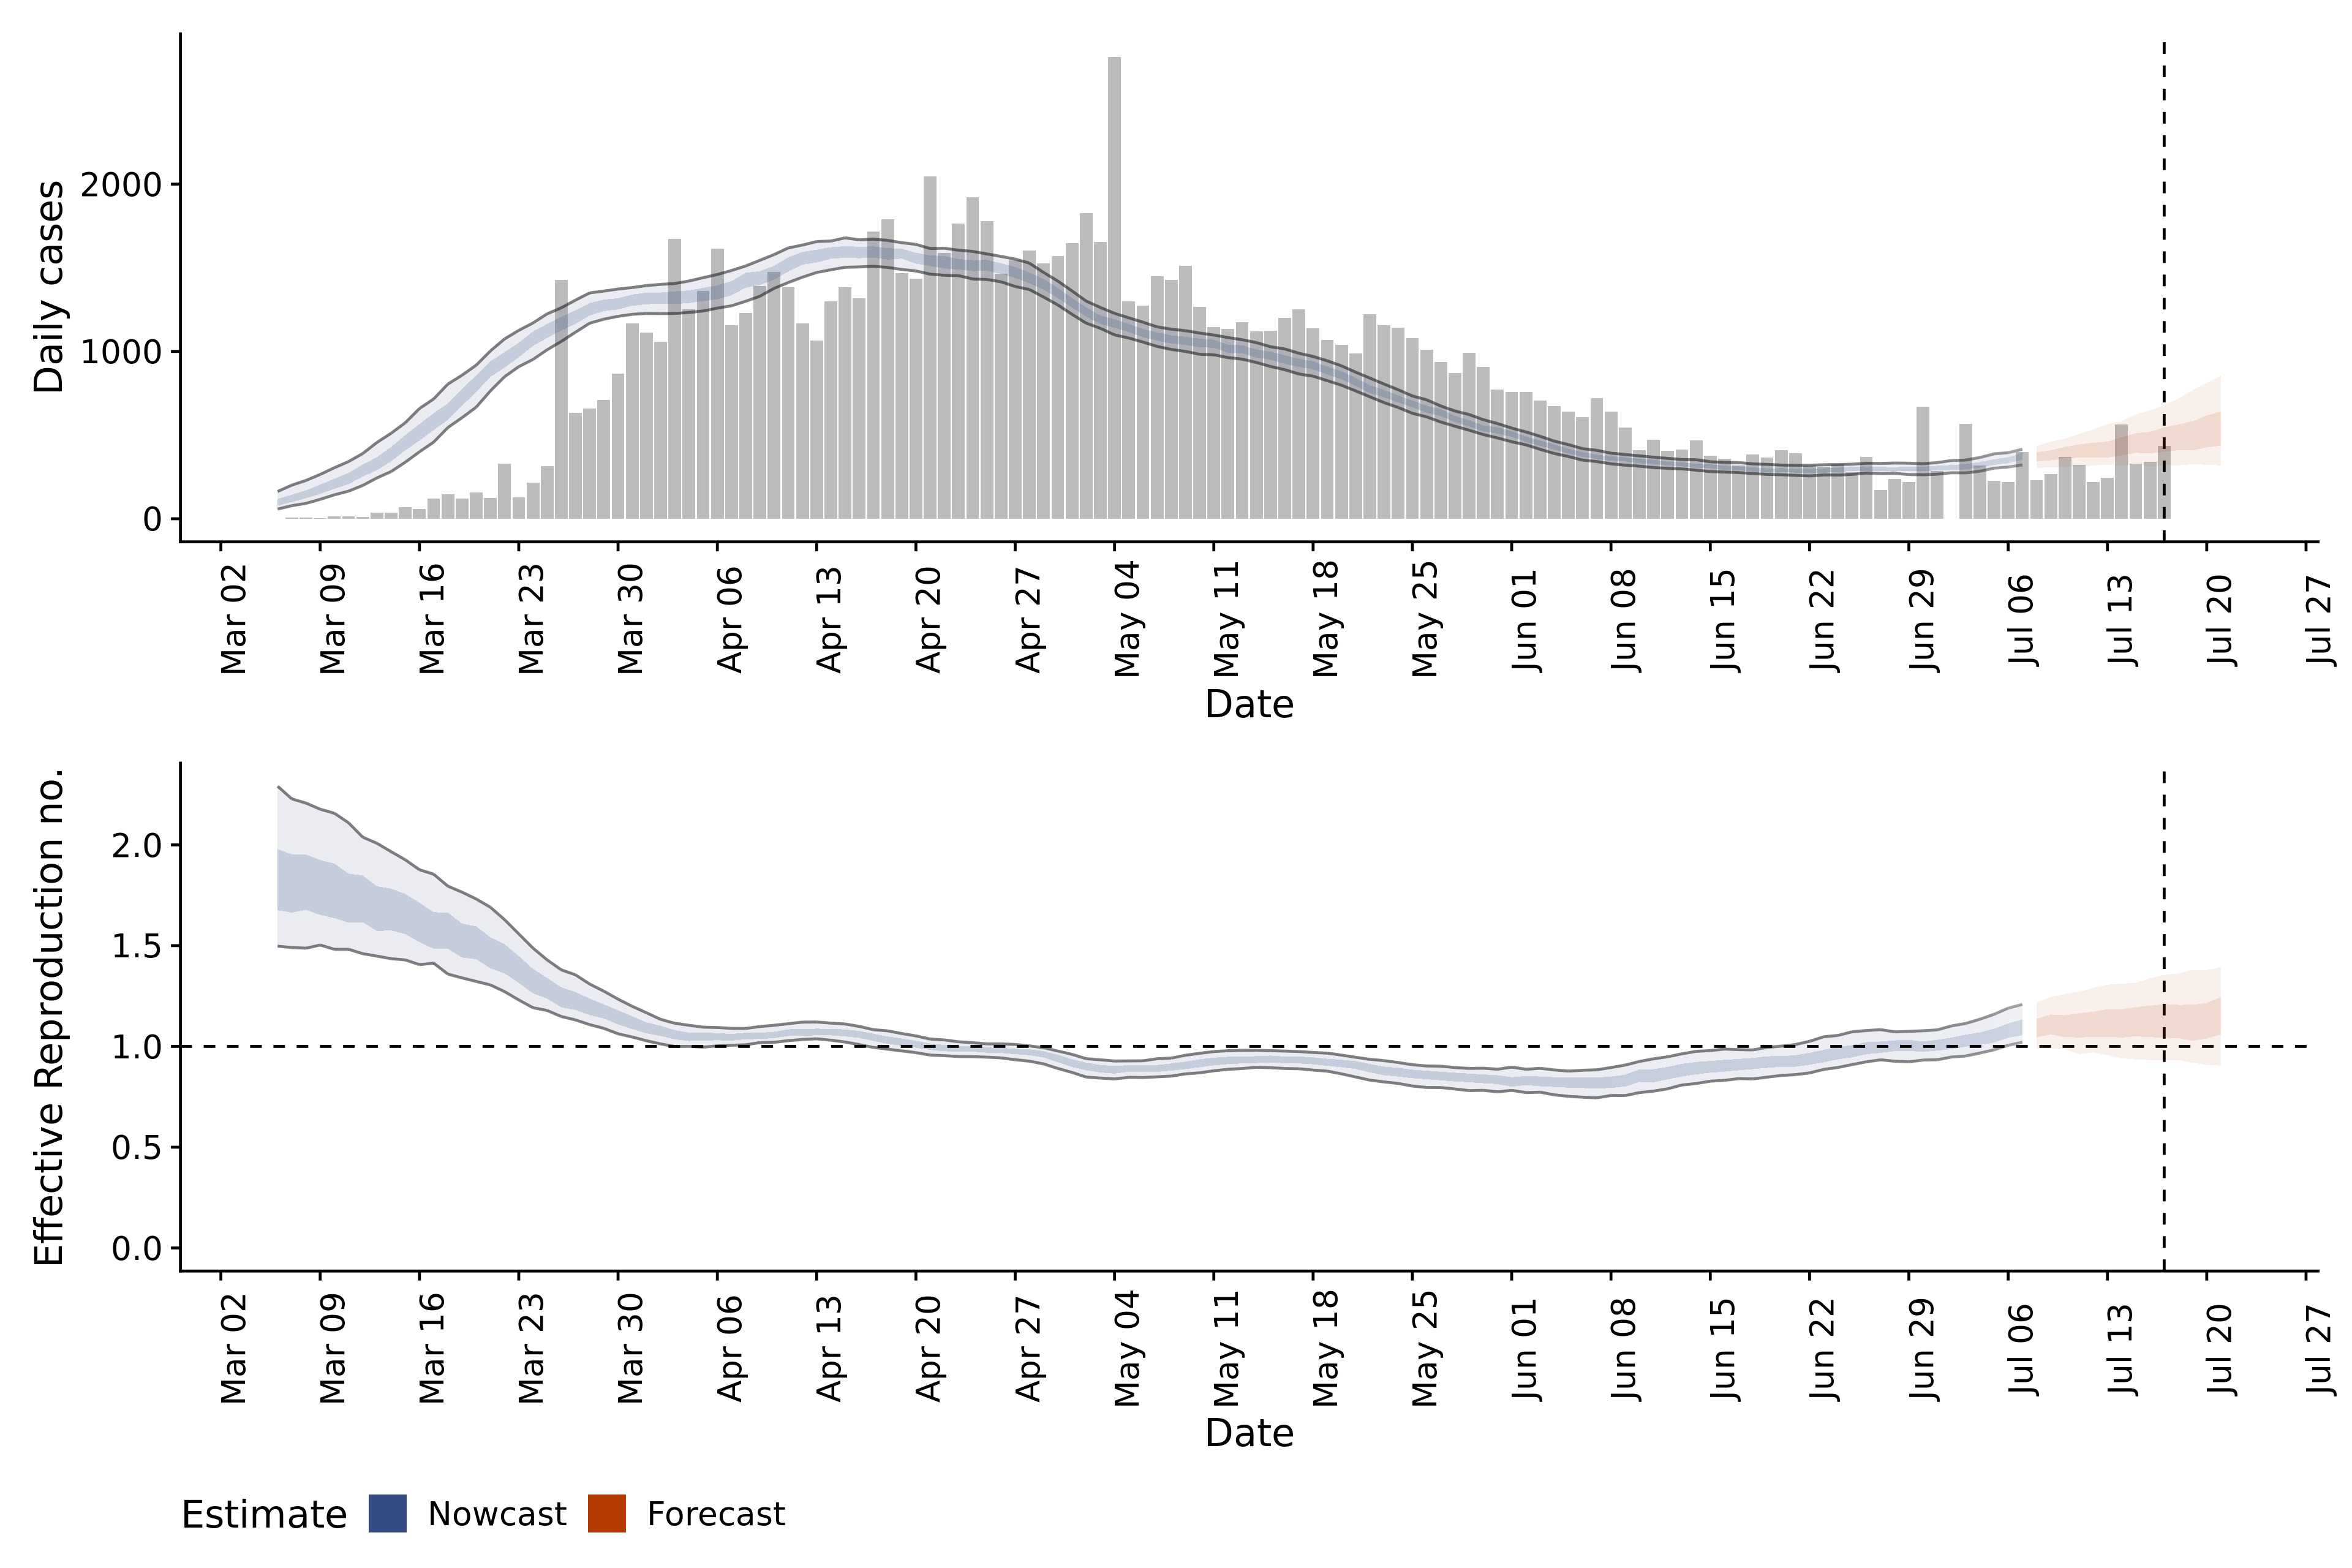 Daily cases
2000
1000
0
Mar 02
Mar 09
Mar 16
Mar 23
Mar 30
Apr 06
Apr 13
Apr 20
Apr 27
May 04
May 11
May 18
May 25
Jun 01
Jun 08
Jun 15
Jun 22
Jun 29
Jul 06
Jul 13
Jul 20
Jul 27
Date
Effective Reproduction no.
2.0
1.5
1.0
0.5
0.0
Mar 02
Mar 09
Mar 16
Mar 23
Mar 30
Apr 06
Apr 13
Apr 20
Apr 27
May 04
May 11
May 18
May 25
Jun 01
Jun 08
Jun 15
Jun 22
Jun 29
Jul 06
Jul 13
Jul 20
Jul 27
Date
Estimate Nowcast Forecast